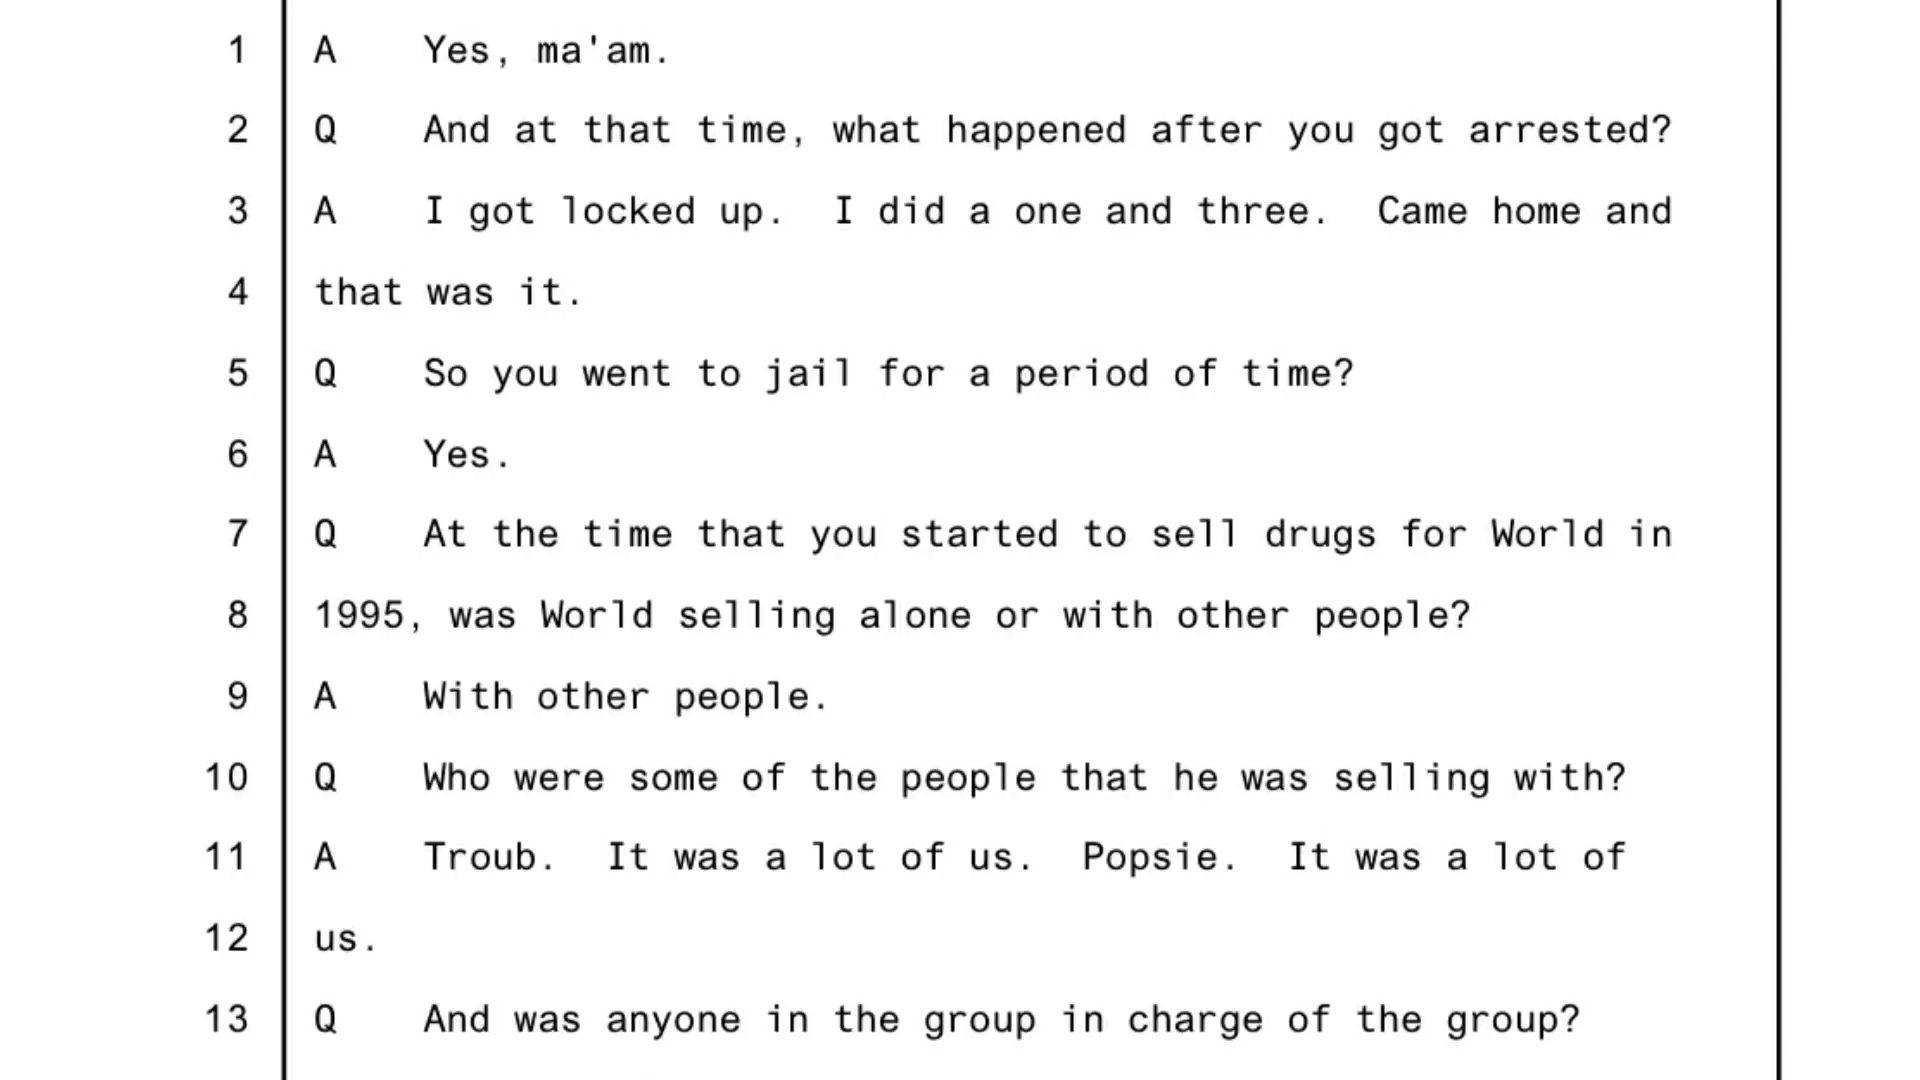 1 A Yes, ma'am.
2 Q And at that time, what happened after you got arrested?
3 A I got locked up. I did a one and three. Came home and
4 that was it.
5 Q So you went to jail for a period of time?
6 A Yes.
7 Q At the time that you started to sell drugs for World in
8 1995, was World selling alone or with other people?
9 A With other people.
10 Q Who were some of the people that he was selling with?
11 A Troub. It was a lot of us. Popsie. It was a lot of
12 us.
13 Q And was anyone in the group in charge of the group?